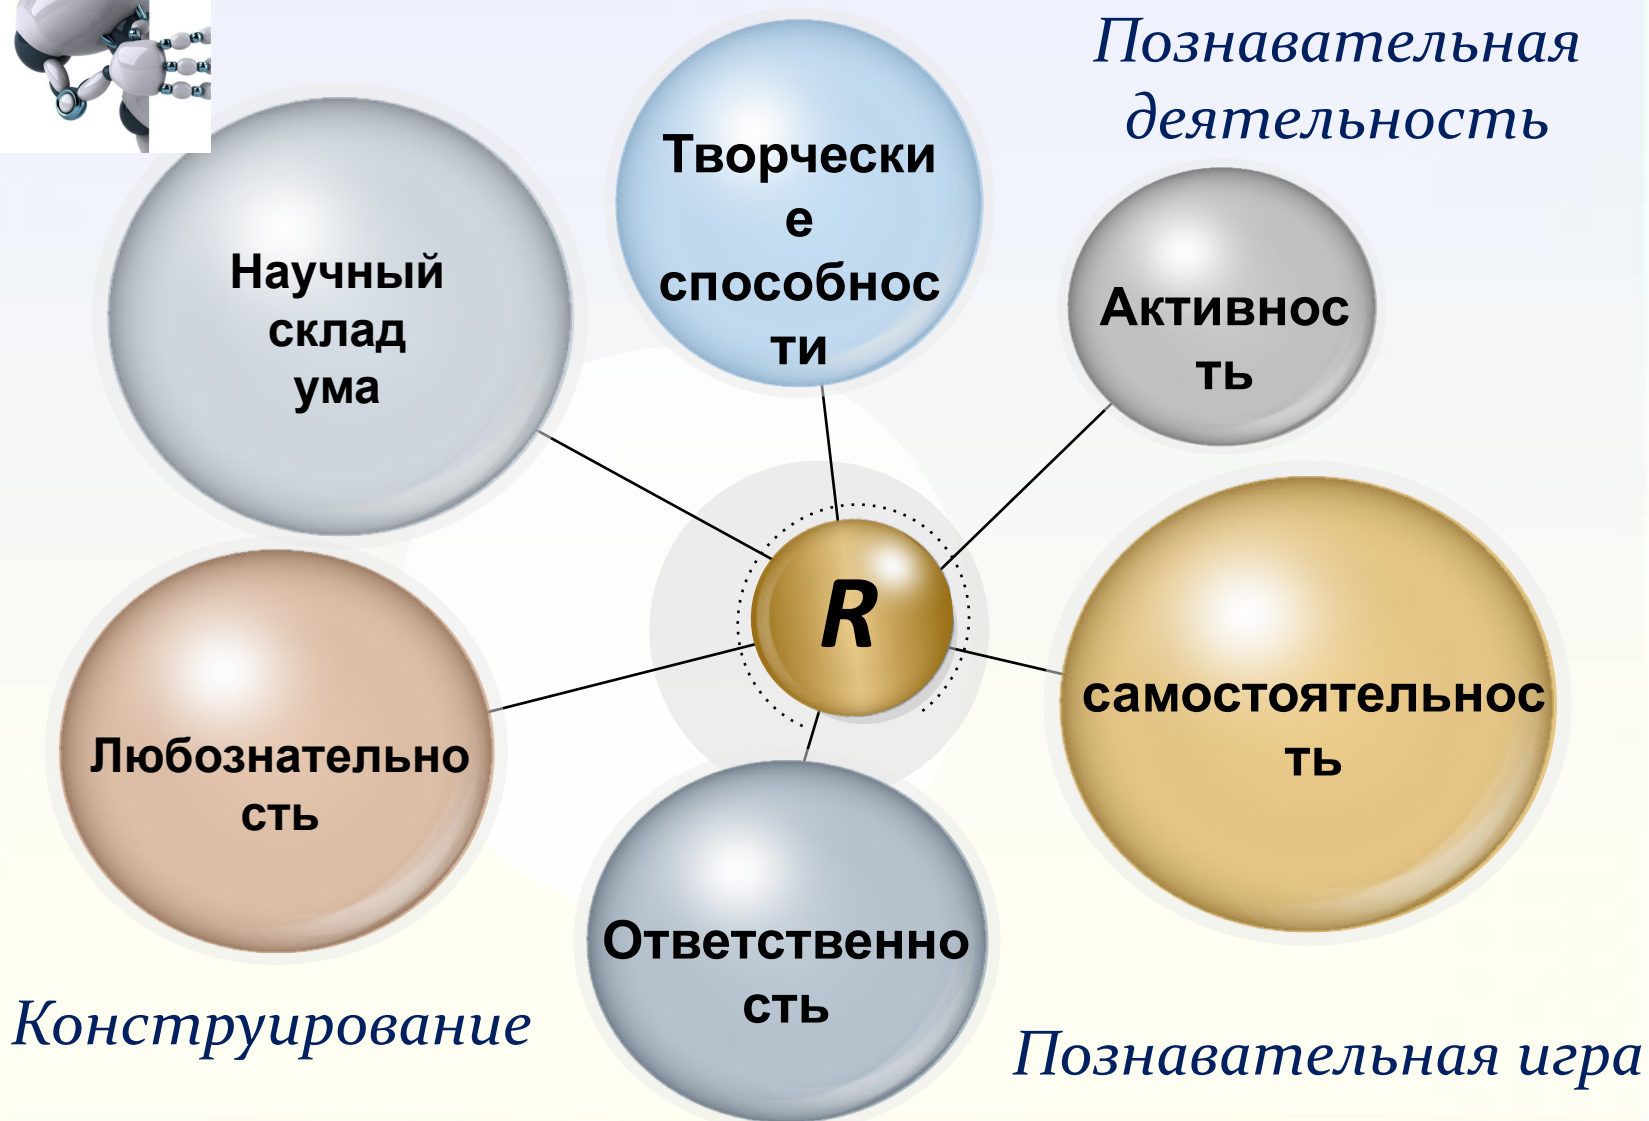 Познавательная
деятельность
Творчески
е
способнос
ти
Научный
склад
ума
Активнос
ть
R
самостоятельнос
ть
Любознательно
сть
Ответственно
сть
Конструирование
Познавательная игра